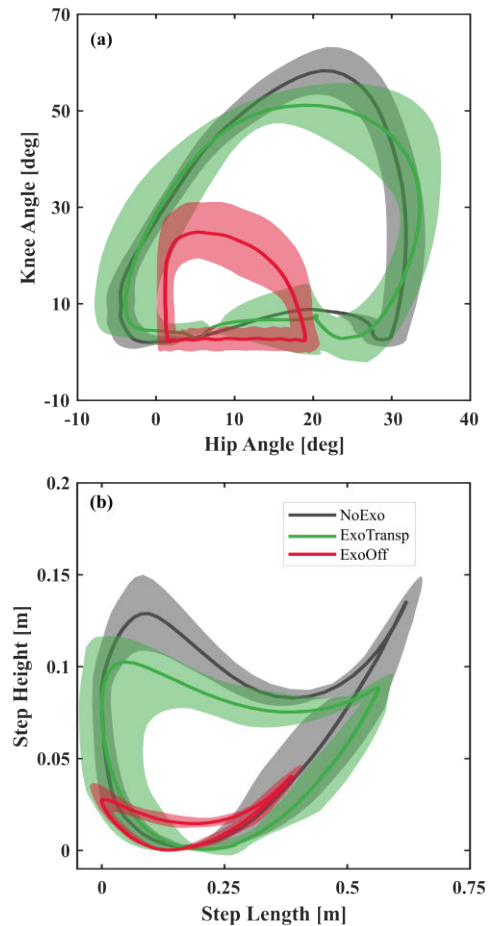 (a)
70
50
30
10
-10
Knee Angle [deg]
-10 0 10 20 30 40
Hip Angle [deg]
(b)
0.2
0.15
0.1
0.05
0
Step Height [m]
NoExo
ExoTransp
ExoOff
0 0.25 0.5 0.75
Step Length [m]